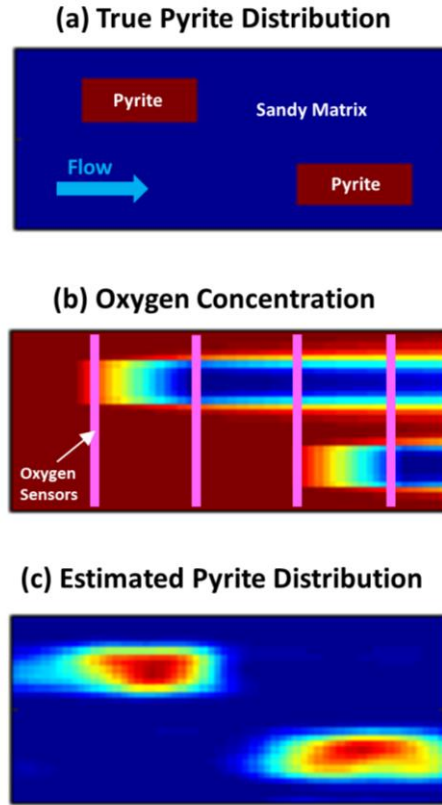 (a) True Pyrite Distribution
Pyrite
Sandy Matrix
Flow
Pyrite
(b) Oxygen Concentration
Oxygen
Sensors
(c) Estimated Pyrite Distribution